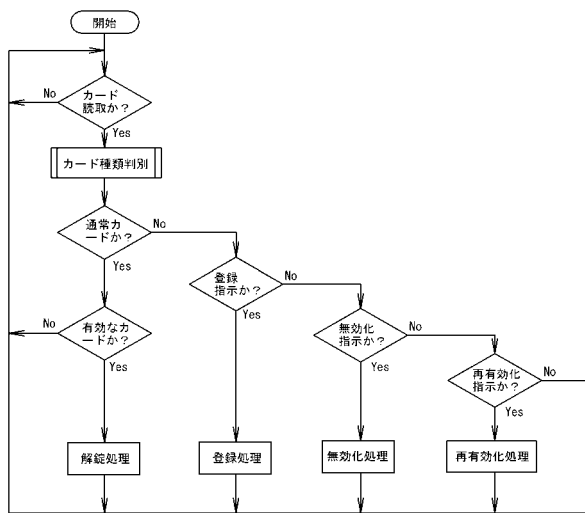 開始
カード
読取か？
No
Yes
カード種類判別
通常カ
ードか？
No
Yes
登録
指示か？
No
Yes
有効なカ
ードか？
No
Yes
無効化
指示か？
No
Yes
再有効化
指示か？
No
Yes
解錠処理
登録処理
無効化処理
再有効化処理